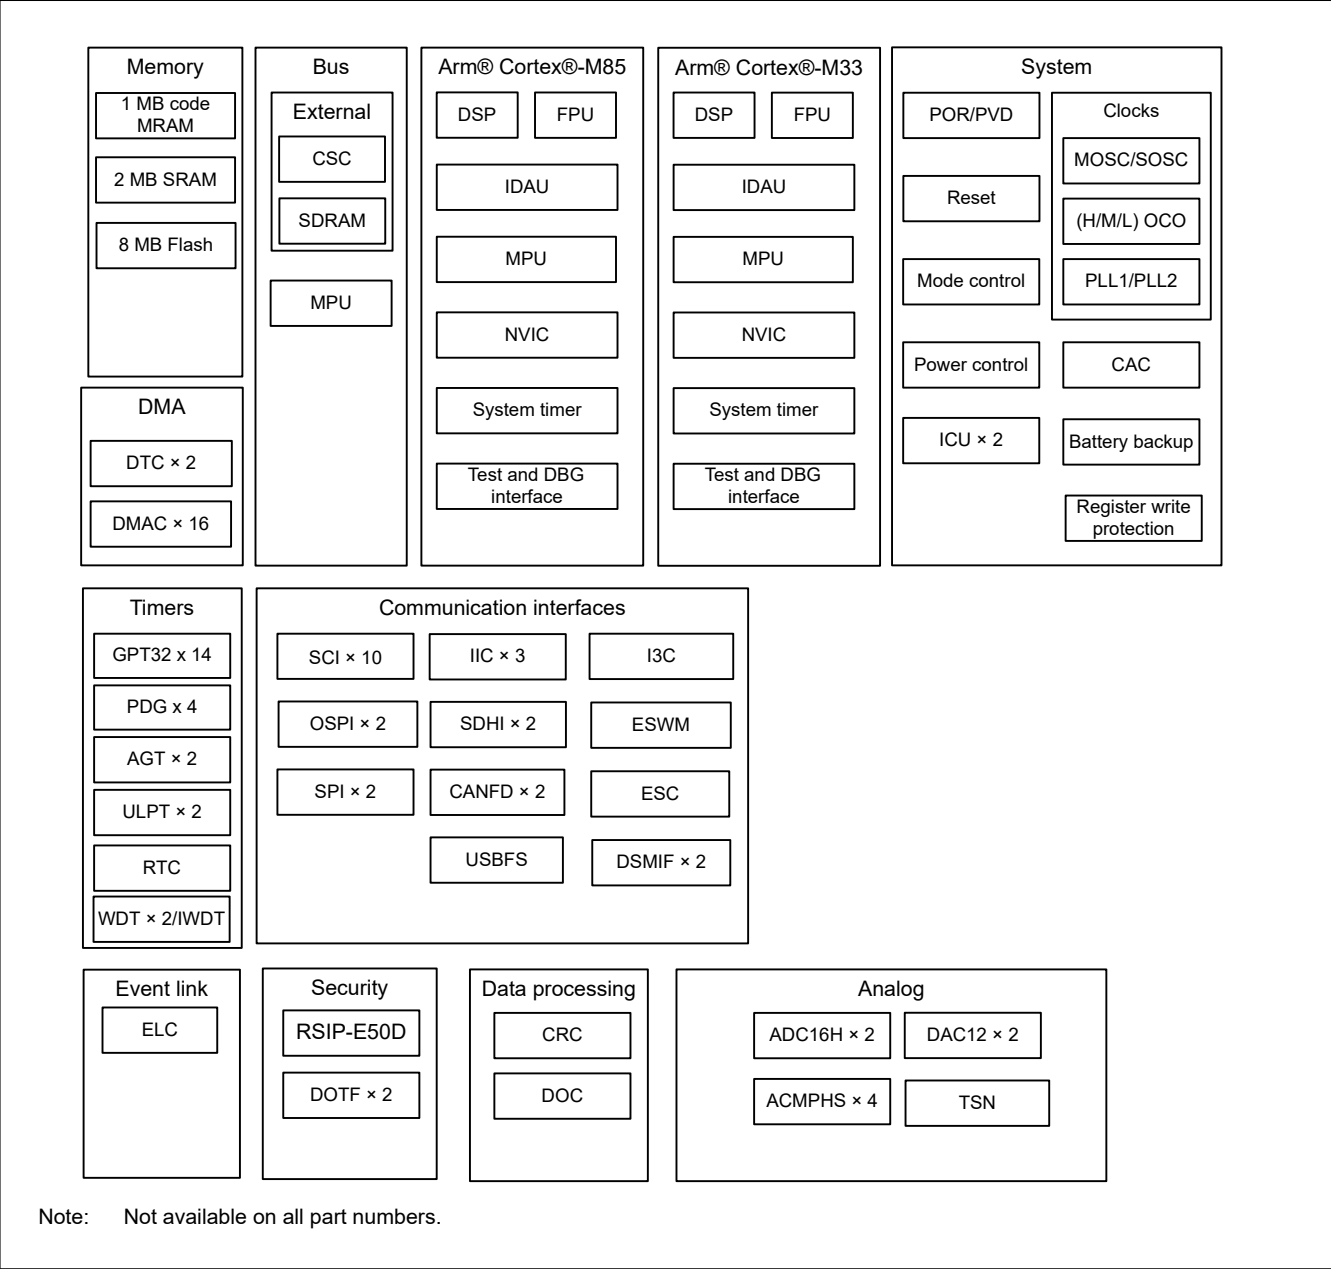 Memory
1 MB code
MRAM
2 MB SRAM
8 MB Flash
DMA
DTC × 2
DMAC × 16
Bus
External
CSC
SDRAM
MPU
Arm® Cortex®-M85
DSP
FPU
IDAU
MPU
NVIC
System timer
Test and DBG
interface
Arm® Cortex®-M33
DSP
FPU
IDAU
MPU
NVIC
System timer
Test and DBG
interface
System
POR/PVD
Reset
Mode control
Power control
ICU × 2
Clocks
MOSC/SOSC
(H/M/L) OCO
PLL1/PLL2
CAC
Battery backup
Register write
protection
Timers
GPT32 x 14
PDG x 4
AGT × 2
ULPT × 2
RTC
WDT × 2/IWDT
Communication interfaces
SCI × 10
IIC × 3
I3C
OSPI × 2
SDHI × 2
ESWM
SPI × 2
CANFD × 2
ESC
USBFS
DSMIF × 2
Event link
ELC
Security
RSIP-E50D
DOTF × 2
Data processing
CRC
DOC
Analog
ADC16H × 2
DAC12 × 2
ACMPHS × 4
TSN
Note: Not available on all part numbers.